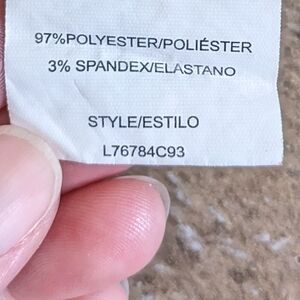 97%POLYESTER/POLIÉSTER
3% SPANDEX/ELASTANO
STYLE/ESTILO
L76784C93